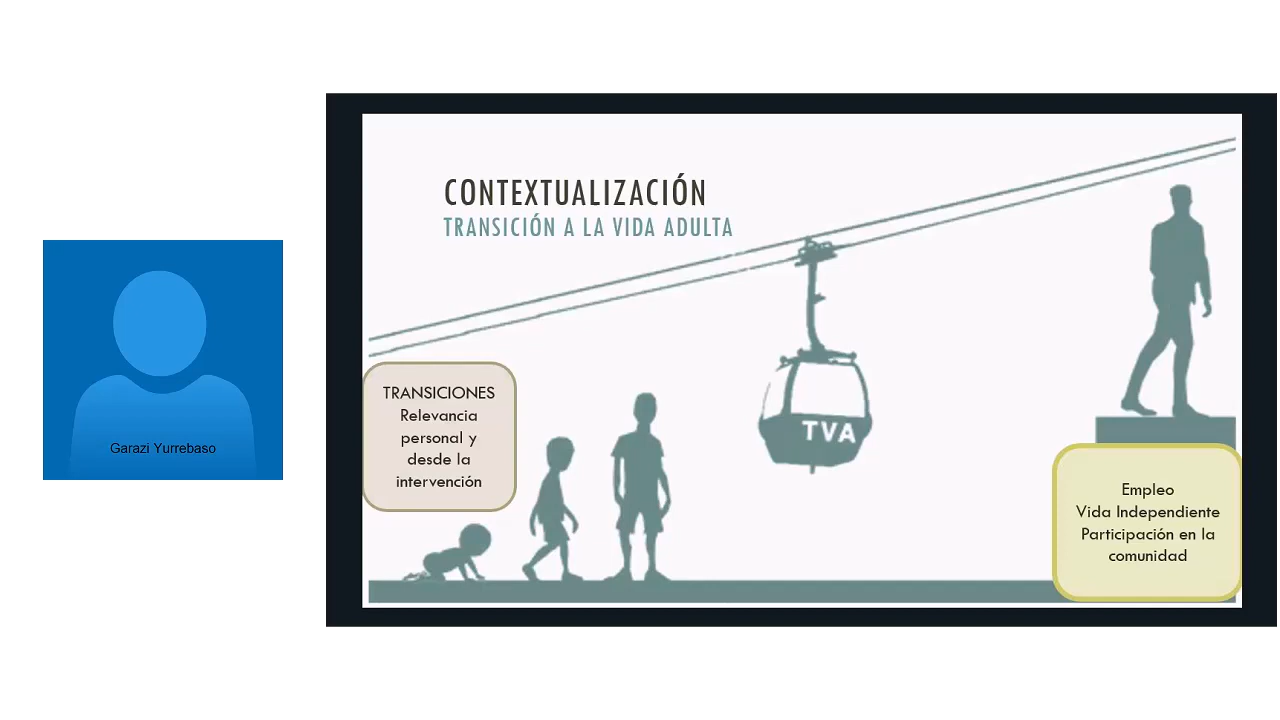 CONTEXTUALIZACIÓN
TRANSICIÓN A LA VIDA ADULTA
TRANSICIONES
Relevancia
personal y
desde la
intervención
TVA
Empleo
Vida Independiente
Participación en la
comunidad
Garazi Yurrebaso